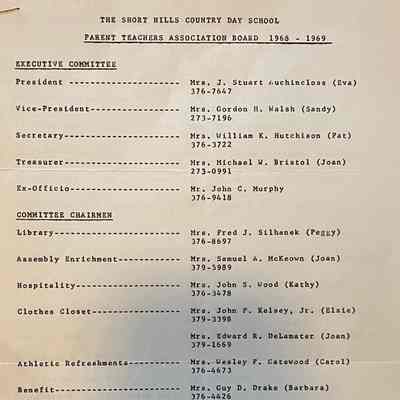 THE SHORT HILLS COUNTRY DAY SCHOOL
PARENT TEACHERS ASSOCIATION BOARD 1968 - 1969
EXECUTIVE COMMITTEE
President ---------------------- Mrs. J. Stuart Auchincloss (Eva)
376-7647
Vice-President------------------ Mrs. Gordon H. Walsh (Sandy)
273-7196
Secretary----------------------- Mrs. William K. Hutchison (Pat)
376-3722
Treasurer----------------------- Mrs. Michael W. Bristol (Joan)
273-0991
Ex-Officio---------------------- Mr. John C. Murphy
376-9418
COMMITTEE CHAIRMEN
Library------------------------- Mrs. Fred J. Silhanek (Peggy)
376-8697
Assembly Enrichment------------- Mrs. Samuel A. McKeown (Joan)
379-5989
Hospitality--------------------- Mrs. John S. Wood (Kathy)
376-3478
Clothes Closet------------------ Mrs. John F. Kelsey, Jr. (Elsie)
379-3398
Mrs. Edward R. DeLamater (Joan)
379-1669
Athletic Refreshments----------- Mrs. Wesley F. Gatewood (Carol)
376-4673
Benefit------------------------- Mrs. Guy D. Drake (Barbara)
376-4426